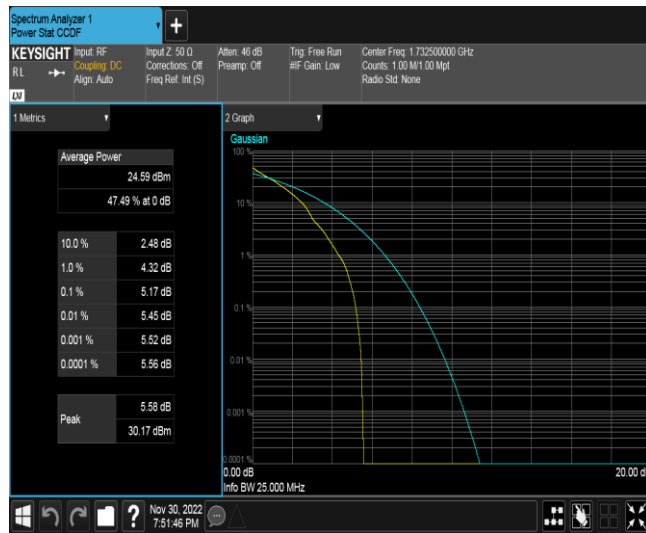 Spectrum Analyzer 1
Power Stat CCDF
+
KEYSIGHT
RL
LXI
Input: RF
Coupling: DC
Align: Auto
Input Z: 50 Ω
Corrections: Off
Freq Ref: Int (S)
Atten: 46 dB
Preamp: Off
Trig: Free Run
#IF Gain: Low
Center Freq: 1.732500000 GHz
Counts: 1.00 M/1.00 Mpt
Radio Std: None
1 Metrics
Average Power
24.59 dBm
47.49 % at 0 dB
10.0 % 2.48 dB
1.0 % 4.32 dB
0.1 % 5.17 dB
0.01 % 5.45 dB
0.001 % 5.52 dB
0.0001 % 5.56 dB
Peak
5.58 dB
30.17 dBm
2 Graph
Gaussian
100 %
10 %
1 %
0.1 %
0.01 %
0.001 %
0.0001 %
0.00 dB
20.00 d
Info BW 25.000 MHz
?
Nov 30, 2022
7:51:46 PM